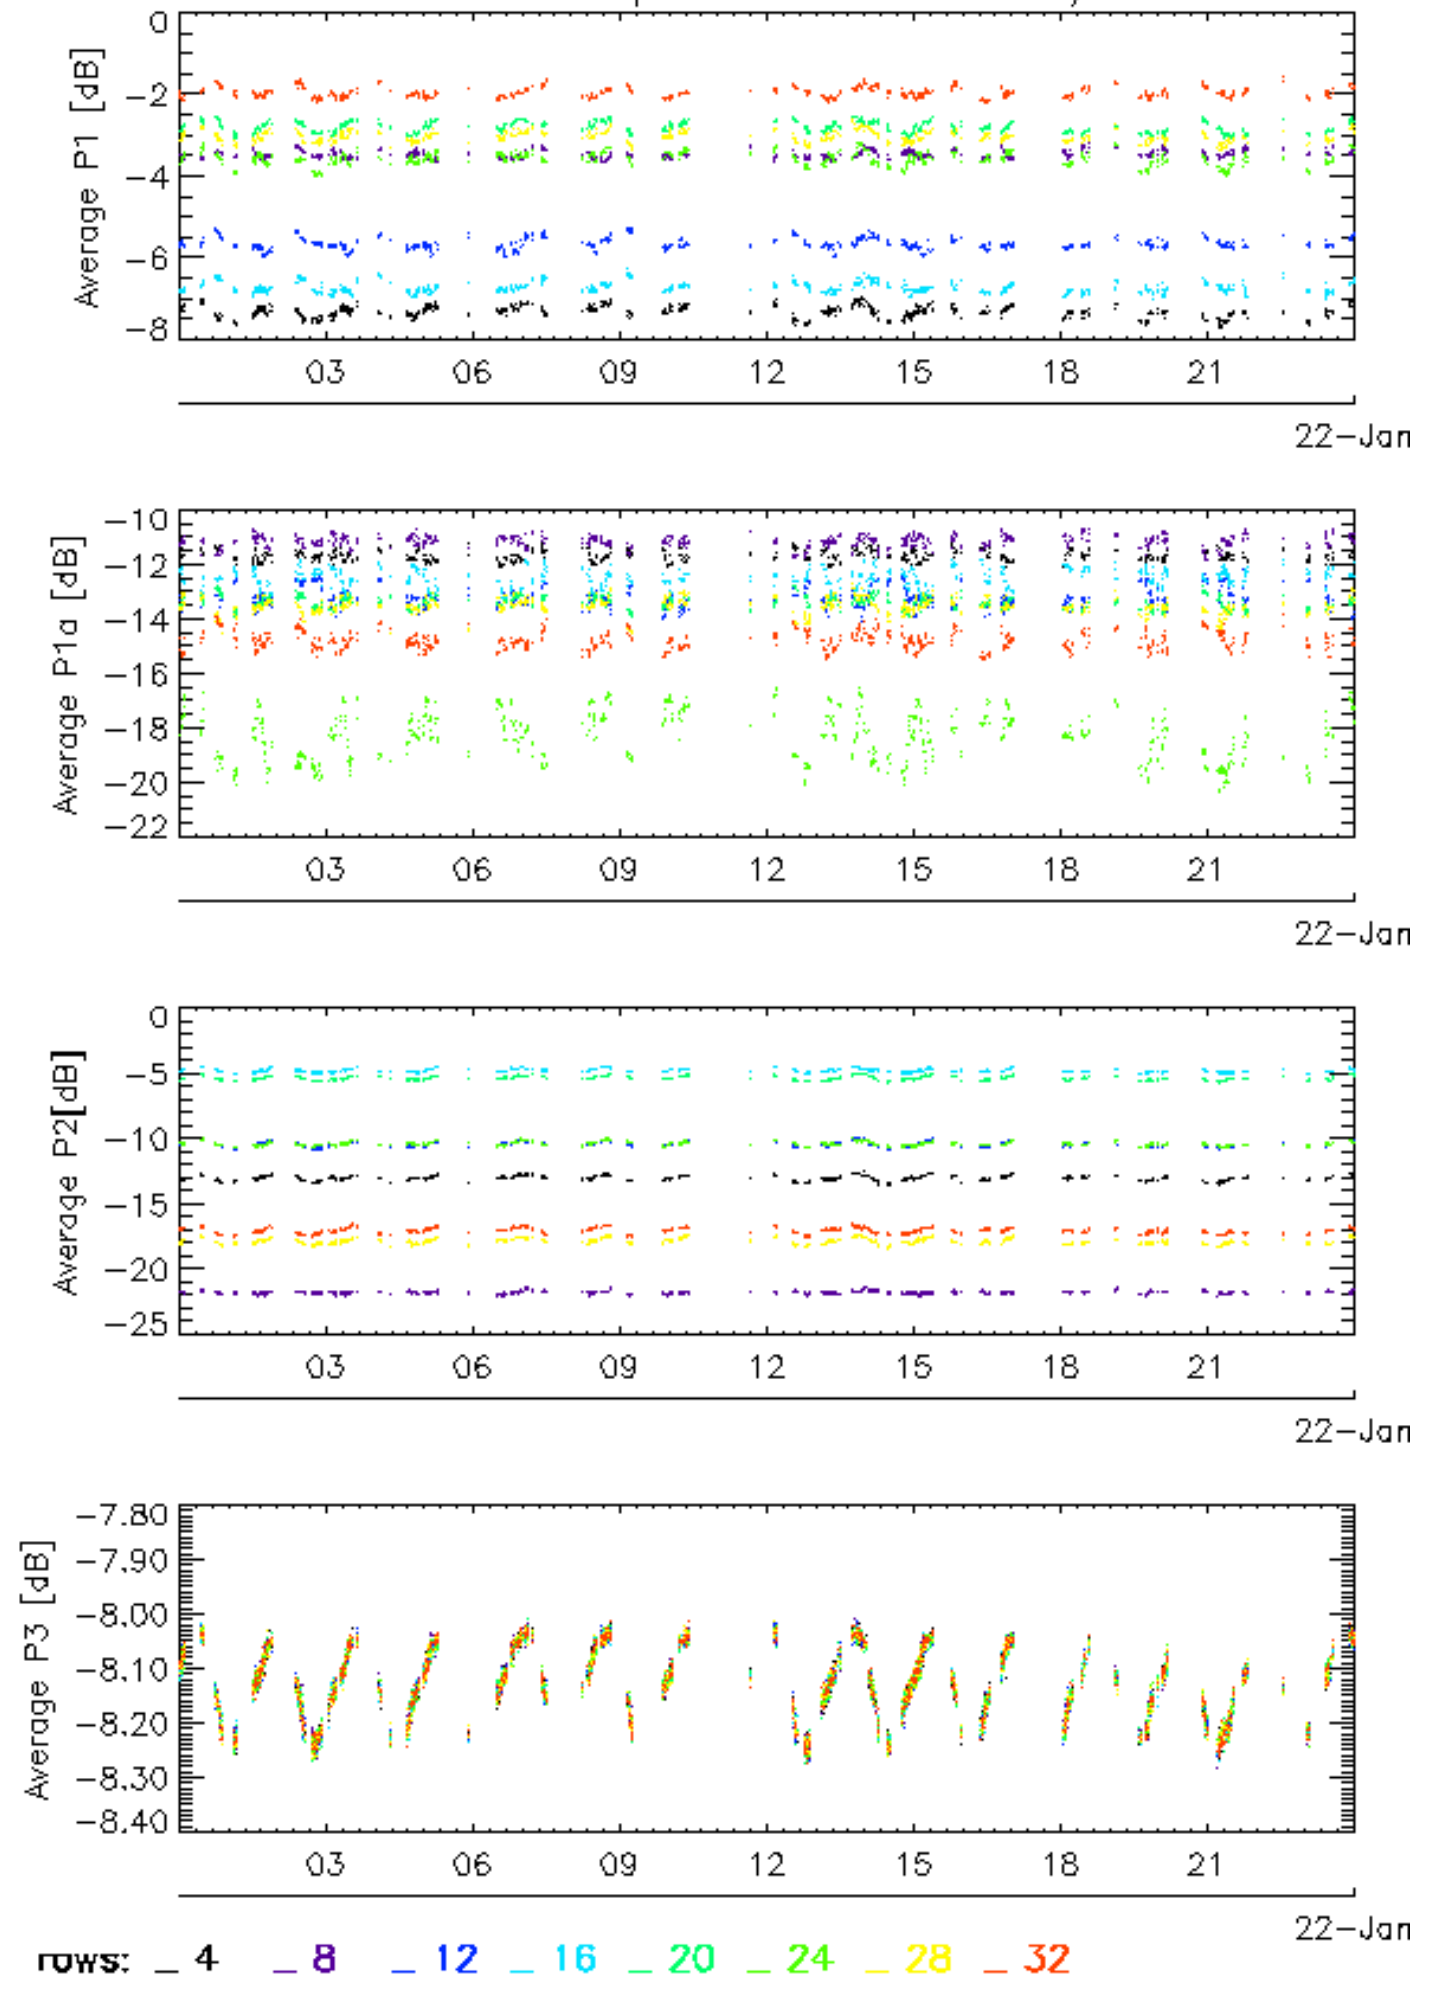 0
-2
-4
-6
-8
Average P1 [dB]
03 06 09 12 15 18 21
22-Jan
-10
-12
-14
-16
-18
-20
-22
Average P1a [dB]
03 06 09 12 15 18 21
22-Jan
0
-5
-10
-15
-20
-25
Average P2[dB]
03 06 09 12 15 18 21
22-Jan
-7.80
-7.90
-8.00
-8.10
-8.20
-8.30
-8.40
Average P3 [dB]
03 06 09 12 15 18 21
22-Jan
rows: _ 4 _ 8 _ 12 _ 16 _ 20 _ 24 _ 28 _ 32